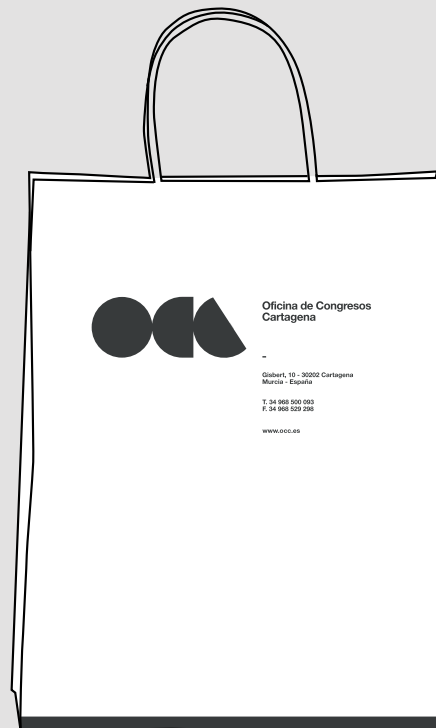 Oficina de Congresos
Cartagena
-
Gisbert, 10 - 30202 Cartagena
Murcia - España
T. 34 968 500 093
F. 34 968 529 298
www.occ.es